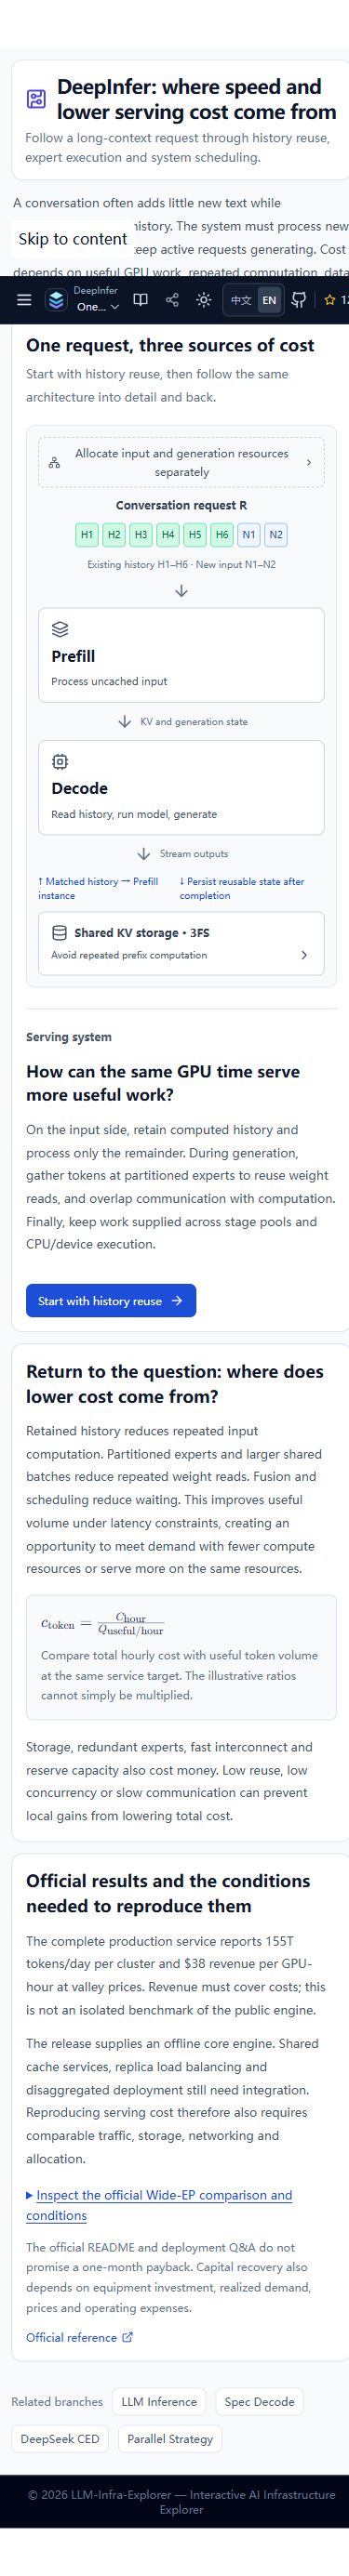 DeepInfer: where speed and
lower serving cost come from
Follow a long-context request through history reuse,
expert execution and system scheduling.
A conversation often adds little new text while
Skip to content
history. The system must process new
keep active requests generating. Cost
depends on useful GPU work, repeated computation, data
DeepInfer
One...
中文
EN
One request, three sources of cost
Start with history reuse, then follow the same
architecture into detail and back.
Allocate input and generation resources
separately
Conversation request R
H1 H2 H3 H4 H5 H6 N1 N2
Existing history H1–H6 · New input N1–N2
Prefill
Process uncached input
KV and generation state
Decode
Read history, run model, generate
Stream outputs
↑ Matched history → Prefill
instance
↓ Persist reusable state after
completion
Shared KV storage · 3FS
Avoid repeated prefix computation
Serving system
How can the same GPU time serve
more useful work?
On the input side, retain computed history and
process only the remainder. During generation,
gather tokens at partitioned experts to reuse weight
reads, and overlap communication with computation.
Finally, keep work supplied across stage pools and
CPU/device execution.
Start with history reuse →
Return to the question: where does
lower cost come from?
Retained history reduces repeated input
computation. Partitioned experts and larger shared
batches reduce repeated weight reads. Fusion and
scheduling reduce waiting. This improves useful
volume under latency constraints, creating an
opportunity to meet demand with fewer compute
resources or serve more on the same resources.
c_token = C_hour / Q_useful/hour
Compare total hourly cost with useful token volume
at the same service target. The illustrative ratios
cannot simply be multiplied.
Storage, redundant experts, fast interconnect and
reserve capacity also cost money. Low reuse, low
concurrency or slow communication can prevent
local gains from lowering total cost.
Official results and the conditions
needed to reproduce them
The complete production service reports 155T
tokens/day per cluster and $38 revenue per GPU-
hour at valley prices. Revenue must cover costs; this
is not an isolated benchmark of the public engine.
The release supplies an offline core engine. Shared
cache services, replica load balancing and
disaggregated deployment still need integration.
Reproducing serving cost therefore also requires
comparable traffic, storage, networking and
allocation.
▶ Inspect the official Wide-EP comparison and
conditions
The official README and deployment Q&A do not
promise a one-month payback. Capital recovery also
depends on equipment investment, realized demand,
prices and operating expenses.
Official reference
Related branches
LLM Inference
Spec Decode
DeepSeek CED
Parallel Strategy
© 2026 LLM-Infra-Explorer — Interactive AI Infrastructure
Explorer